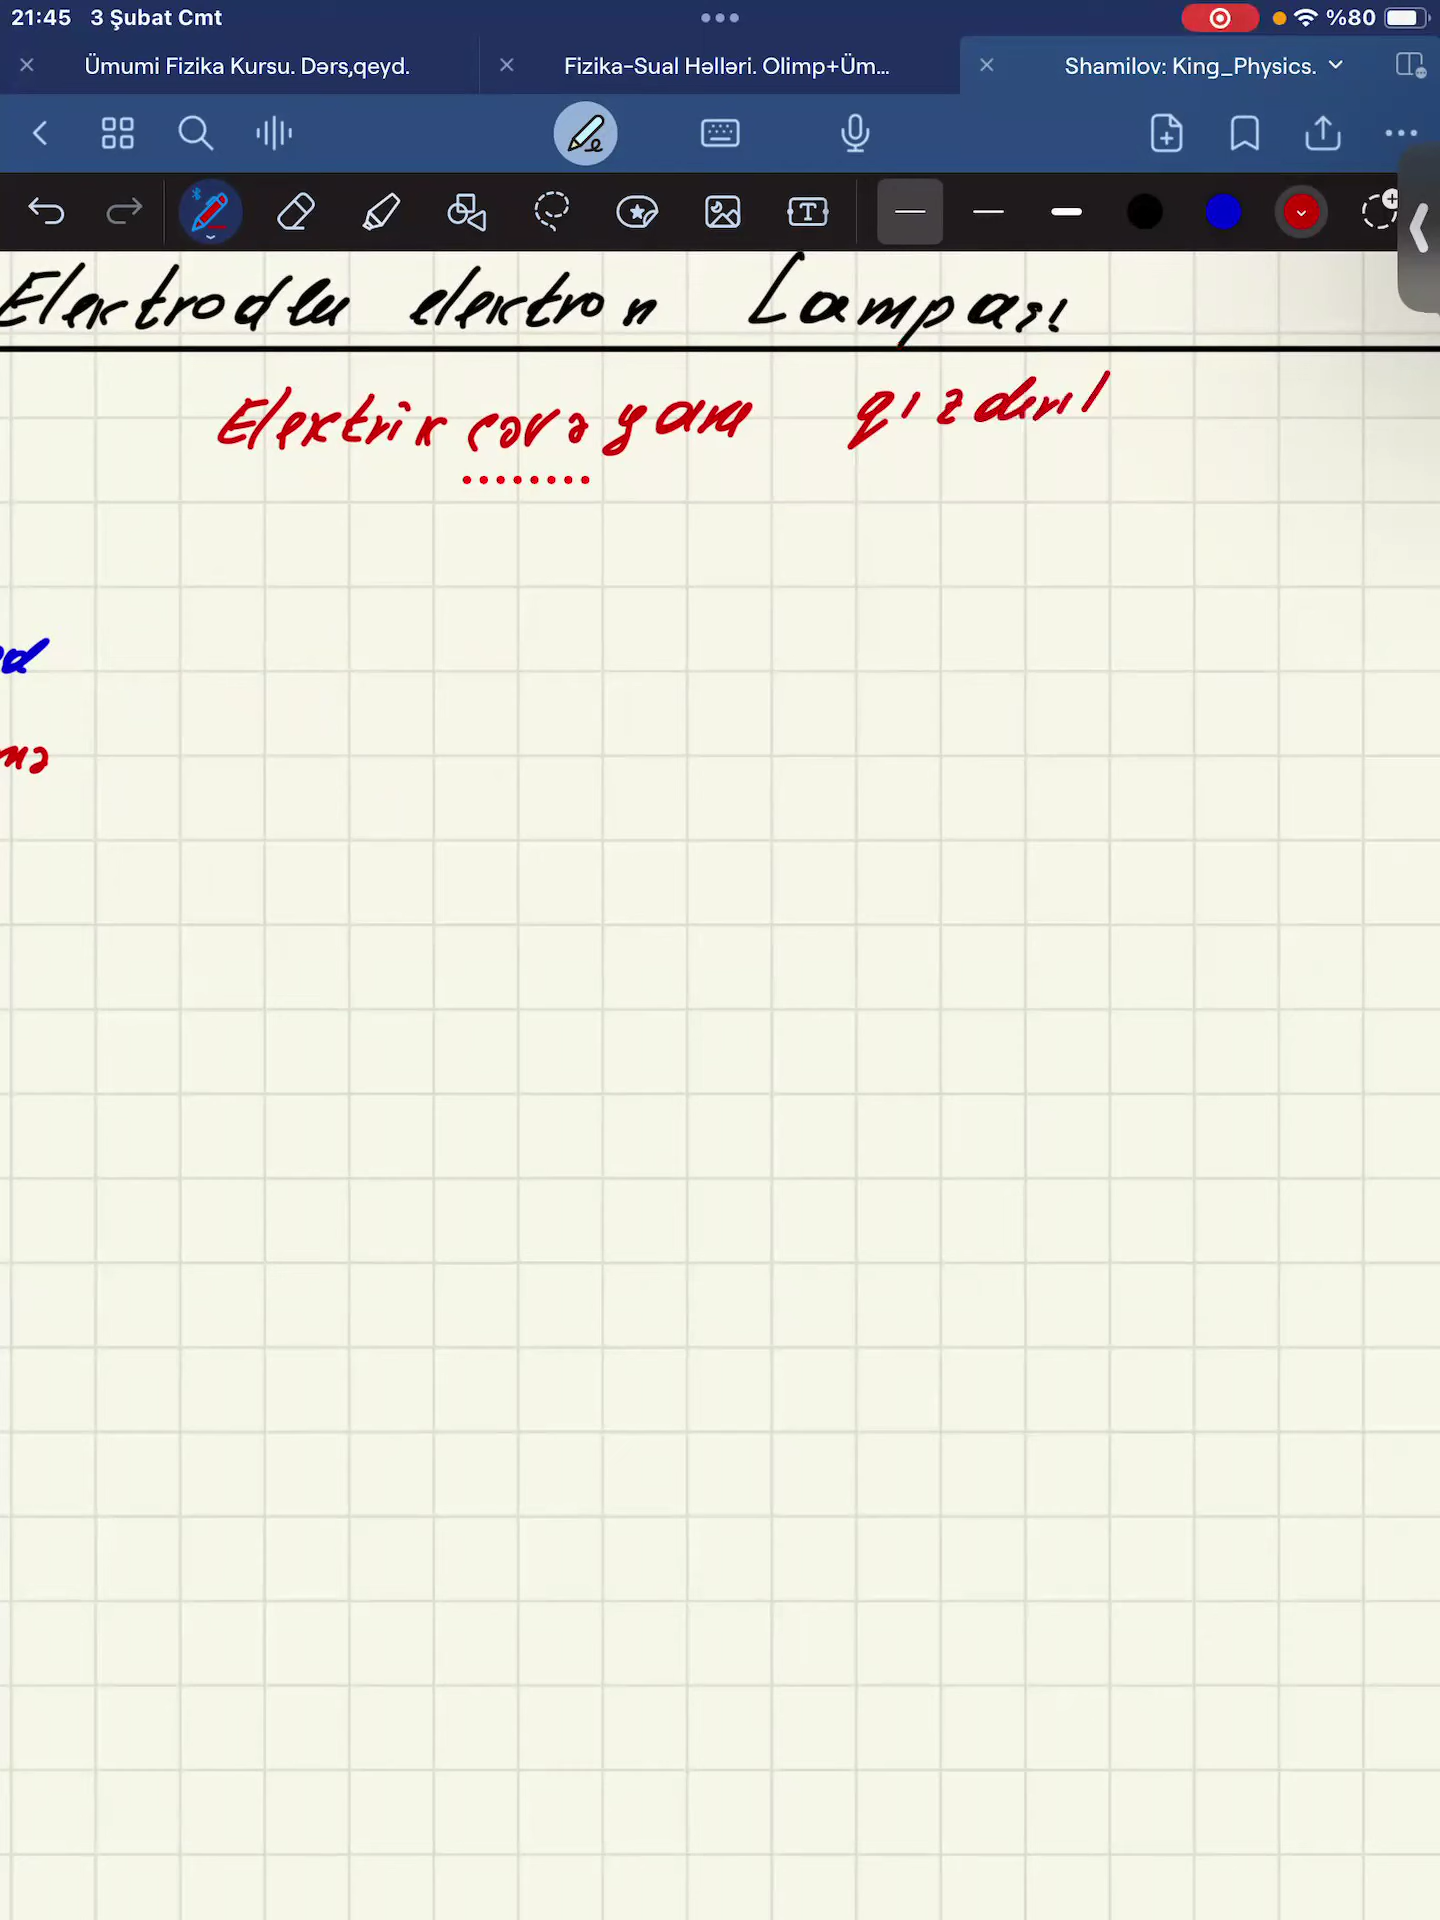 21:45 3 Şubat Cmt %80
Ümumi Fizika Kursu. Dərs,qeyd. Fizika-Sual Həlləri. Olimp+Üm... Shamilov: King_Physics.
Elektrodlu elektron Lampası
Elektrik cərəyanı qızdırıl